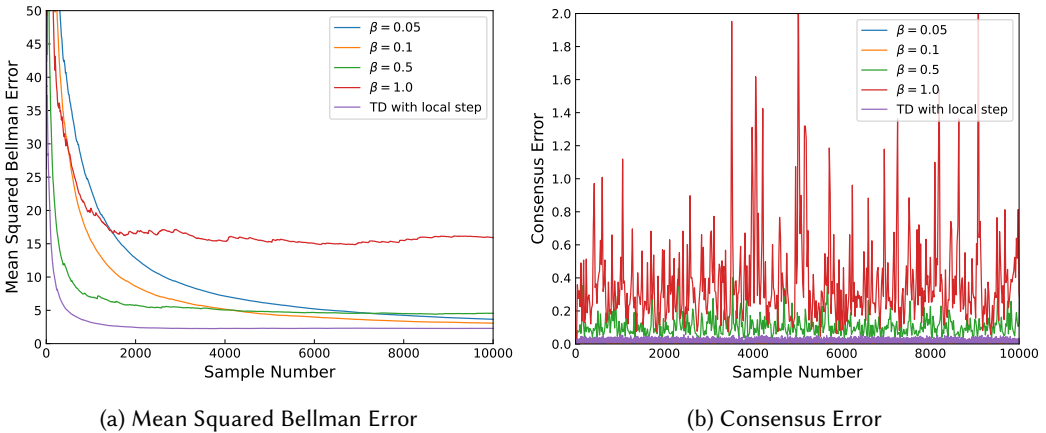 50
45
40
35
30
25
20
15
10
5
0
0
2000
4000
6000
8000
10000
Mean Squared Bellman Error
Sample Number
β = 0.05
β = 0.1
β = 0.5
β = 1.0
TD with local step
(a) Mean Squared Bellman Error
2.0
1.8
1.6
1.4
1.2
1.0
0.8
0.6
0.4
0.2
0.0
0
2000
4000
6000
8000
10000
Consensus Error
Sample Number
β = 0.05
β = 0.1
β = 0.5
β = 1.0
TD with local step
(b) Consensus Error